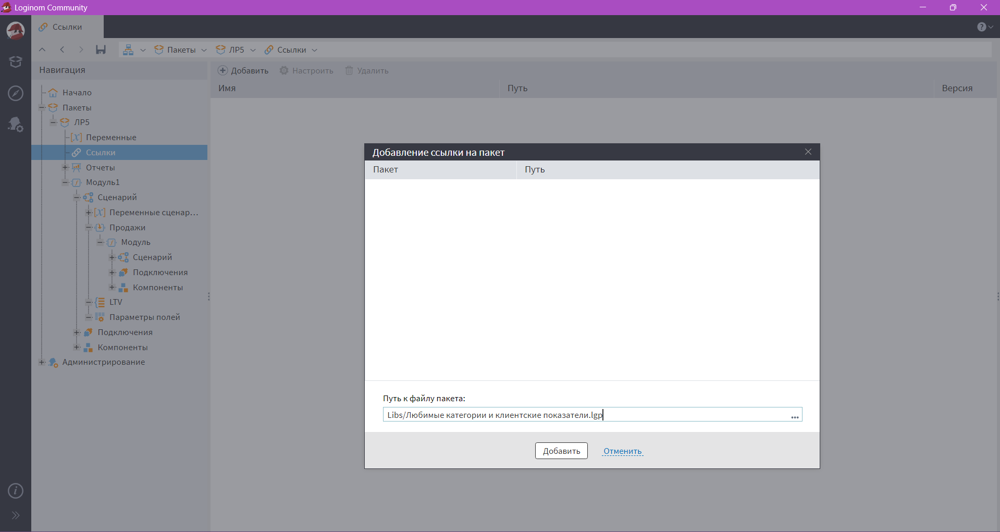 Loginom Community
Ссылки
Пакеты
ЛР5
Ссылки
Навигация
Добавить
Настроить
Удалить
Имя
Путь
Версия
Начало
Пакеты
ЛР5
Переменные
Ссылки
Отчеты
Модуль1
Сценарий
Переменные сценар...
Продажи
Модуль
Сценарий
Подключения
Компоненты
LTV
Параметры полей
Подключения
Компоненты
Администрирование
Добавление ссылки на пакет
Пакет
Путь
Путь к файлу пакета:
Libs/Любимые категории и клиентские показатели.lgp
...
Добавить
Отменить